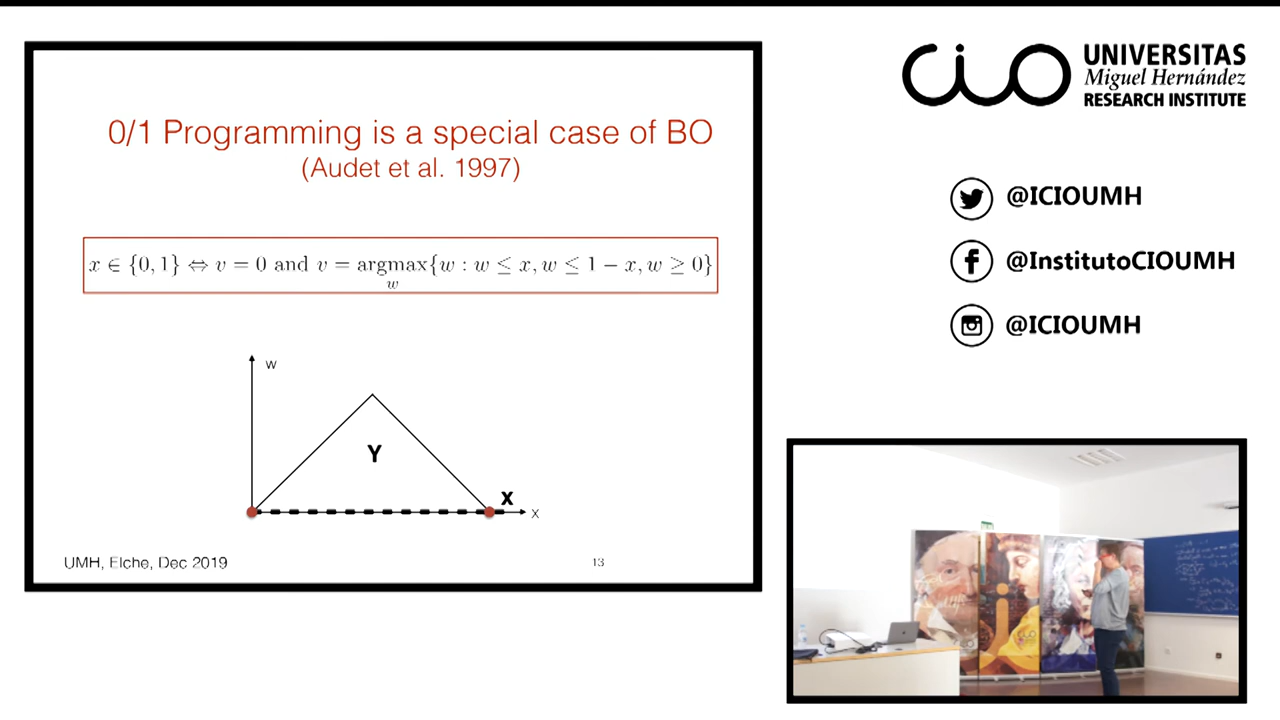 0/1 Programming is a special case of BO
(Audet et al. 1997)
x ∈ {0, 1} ⇔ v = 0 and v = argmax{w : w ≤ x, w ≤ 1 − x, w ≥ 0}
w
w
Y
X
x
UMH, Elche, Dec 2019
13
cio
UNIVERSITAS
Miguel Hernández
RESEARCH INSTITUTE
@ICIOUMH
@InstitutoCIOUMH
@ICIOUMH